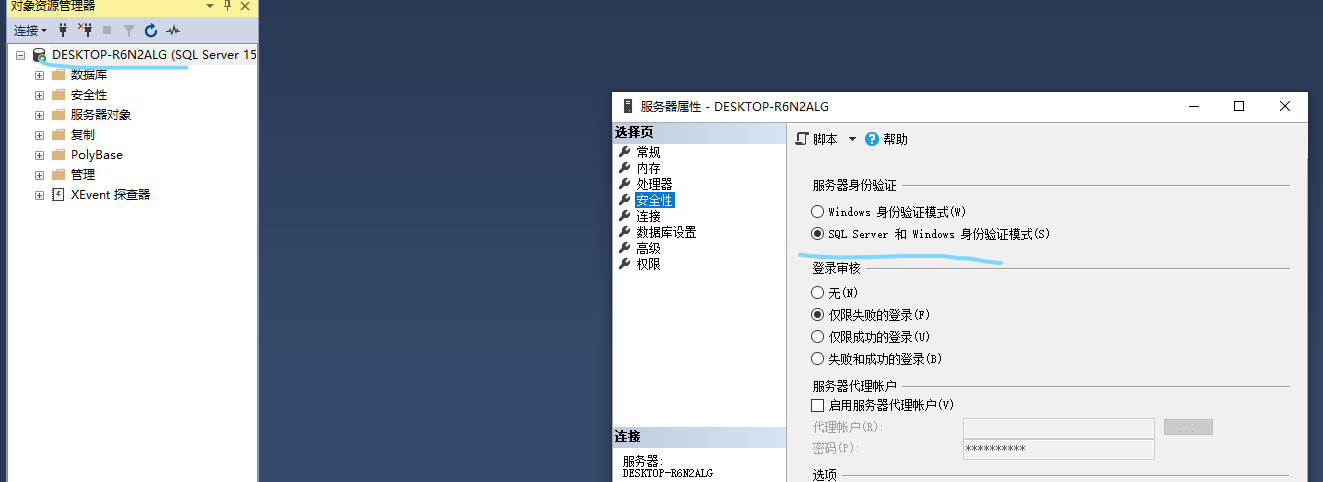 对象资源管理器
连接
DESKTOP-R6N2ALG (SQL Server 15
数据库
安全性
服务器对象
复制
PolyBase
管理
XEvent 探查器
服务器属性 - DESKTOP-R6N2ALG
选择页
常规
内存
处理器
安全性
连接
数据库设置
高级
权限
连接
服务器:
DESKTOP-R6N2ALG
脚本 帮助
服务器身份验证
Windows 身份验证模式(W)
SQL Server 和 Windows 身份验证模式(S)
登录审核
无(N)
仅限失败的登录(F)
仅限成功的登录(U)
失败和成功的登录(B)
服务器代理帐户
启用服务器代理帐户(V)
代理帐户(R):
...
密码(P): **********
选项